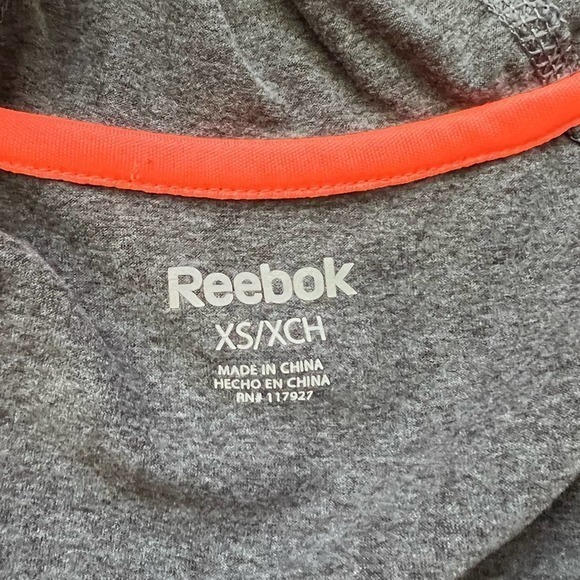 Reebok
XS/XCH
MADE IN CHINA
HECHO EN CHINA
RN# 117927